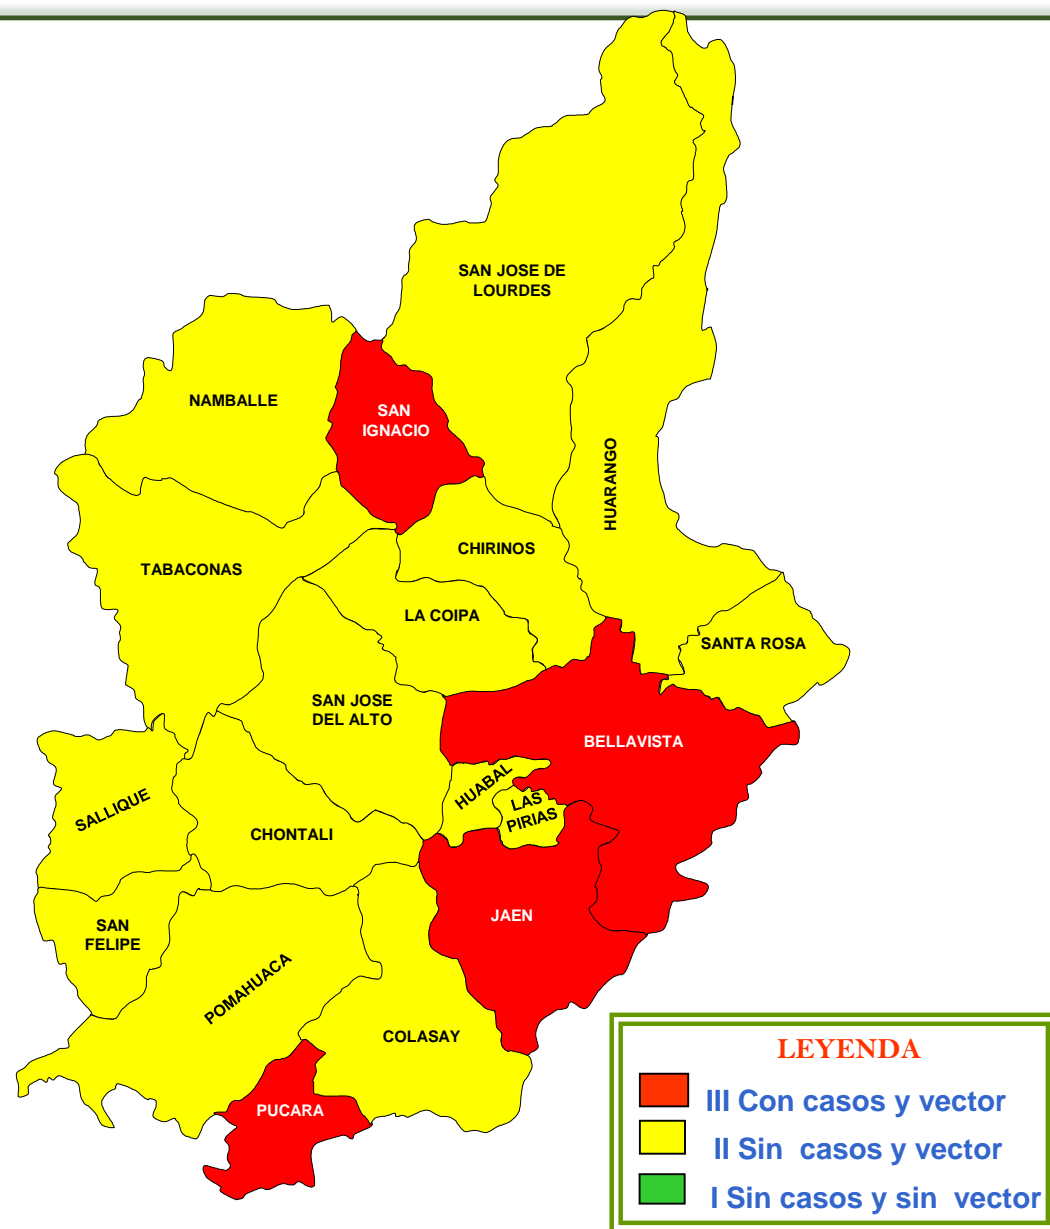 SAN JOSE DE
LOURDES
NAMBALLE
SAN
IGNACIO
HUARANGO
CHIRINOS
TABACONAS
LA COIPA
SANTA ROSA
SAN JOSE
DEL ALTO
BELLAVISTA
HUABAL
LAS
PIRIAS
SALLIQUE
CHONTALI
JAEN
SAN
FELIPE
POMAHUACA
COLASAY
PUCARA
LEYENDA
III Con casos y vector
II Sin casos y vector
I Sin casos y sin vector